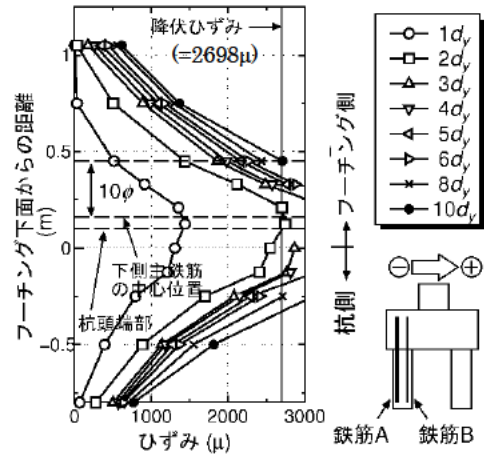 降伏ひずみ
(=2698μ)
フーチング下面からの距離
(m)
1
0.5
0
−0.5
0
1000
2000
3000
ひずみ (μ)
10φ
下側主鉄筋
の中心位置
杭頭端部
フーチング側
杭側
1dy
2dy
3dy
4dy
5dy
6dy
8dy
10dy
− +
鉄筋A
鉄筋B